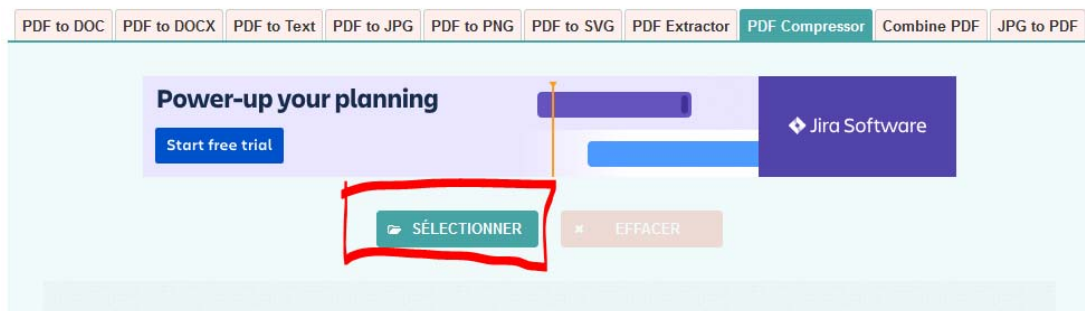 PDF to DOC PDF to DOCX PDF to Text PDF to JPG PDF to PNG PDF to SVG PDF Extractor PDF Compressor Combine PDF JPG to PDF
Power-up your planning
Start free trial
Jira Software
SÉLECTIONNER EFFACER